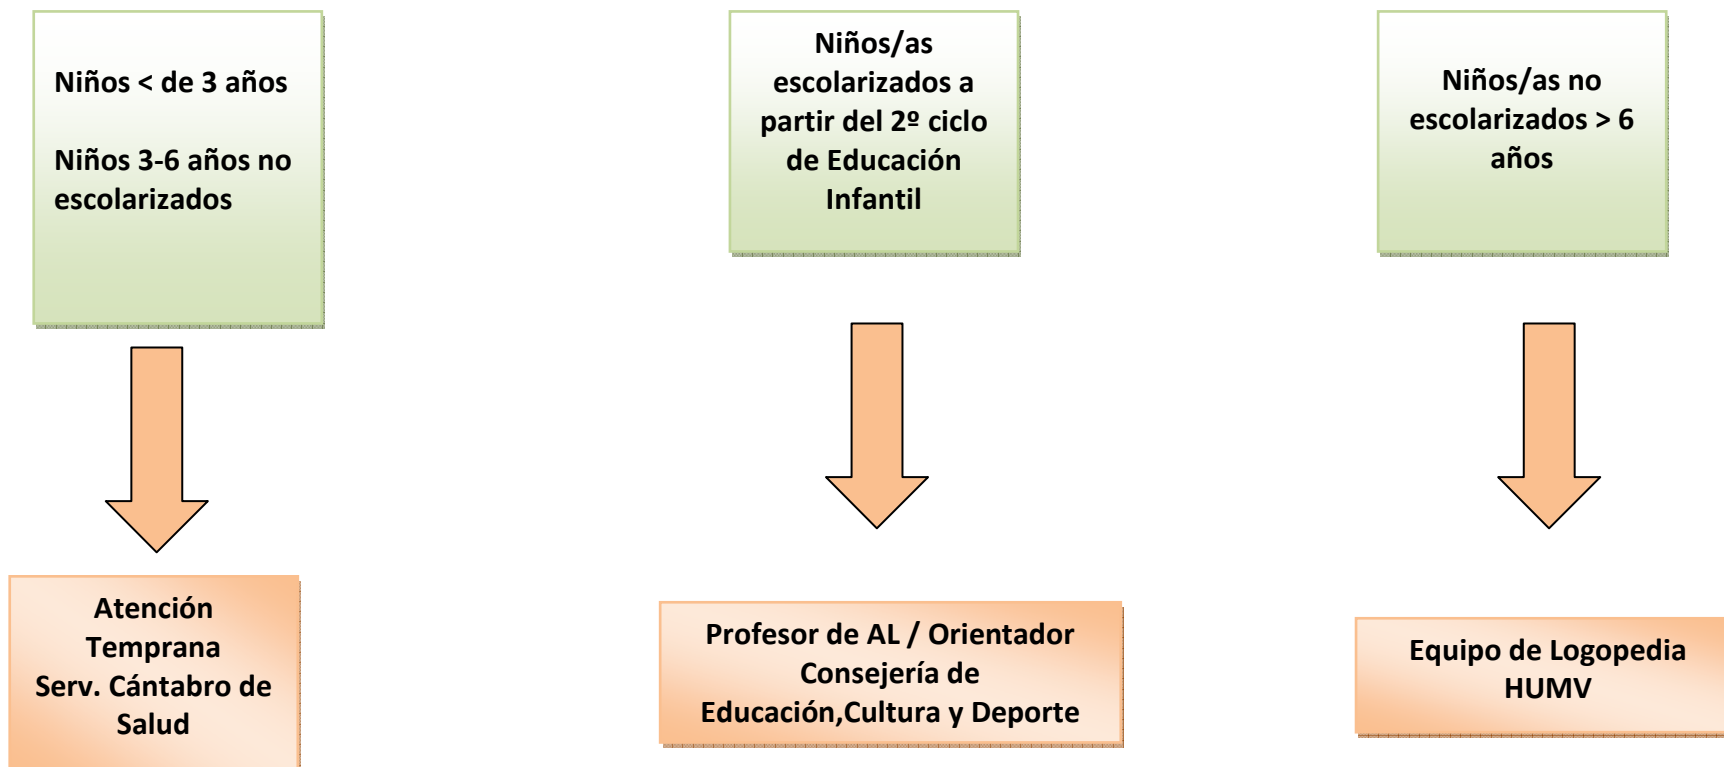 Niños < de 3 años
Niños 3-6 años no
escolarizados
Niños/as
escolarizados a
partir del 2º ciclo
de Educación
Infantil
Niños/as no
escolarizados > 6
años
Atención
Temprana
Serv. Cántabro de
Salud
Profesor de AL / Orientador
Consejería de
Educación,Cultura y Deporte
Equipo de Logopedia
HUMV